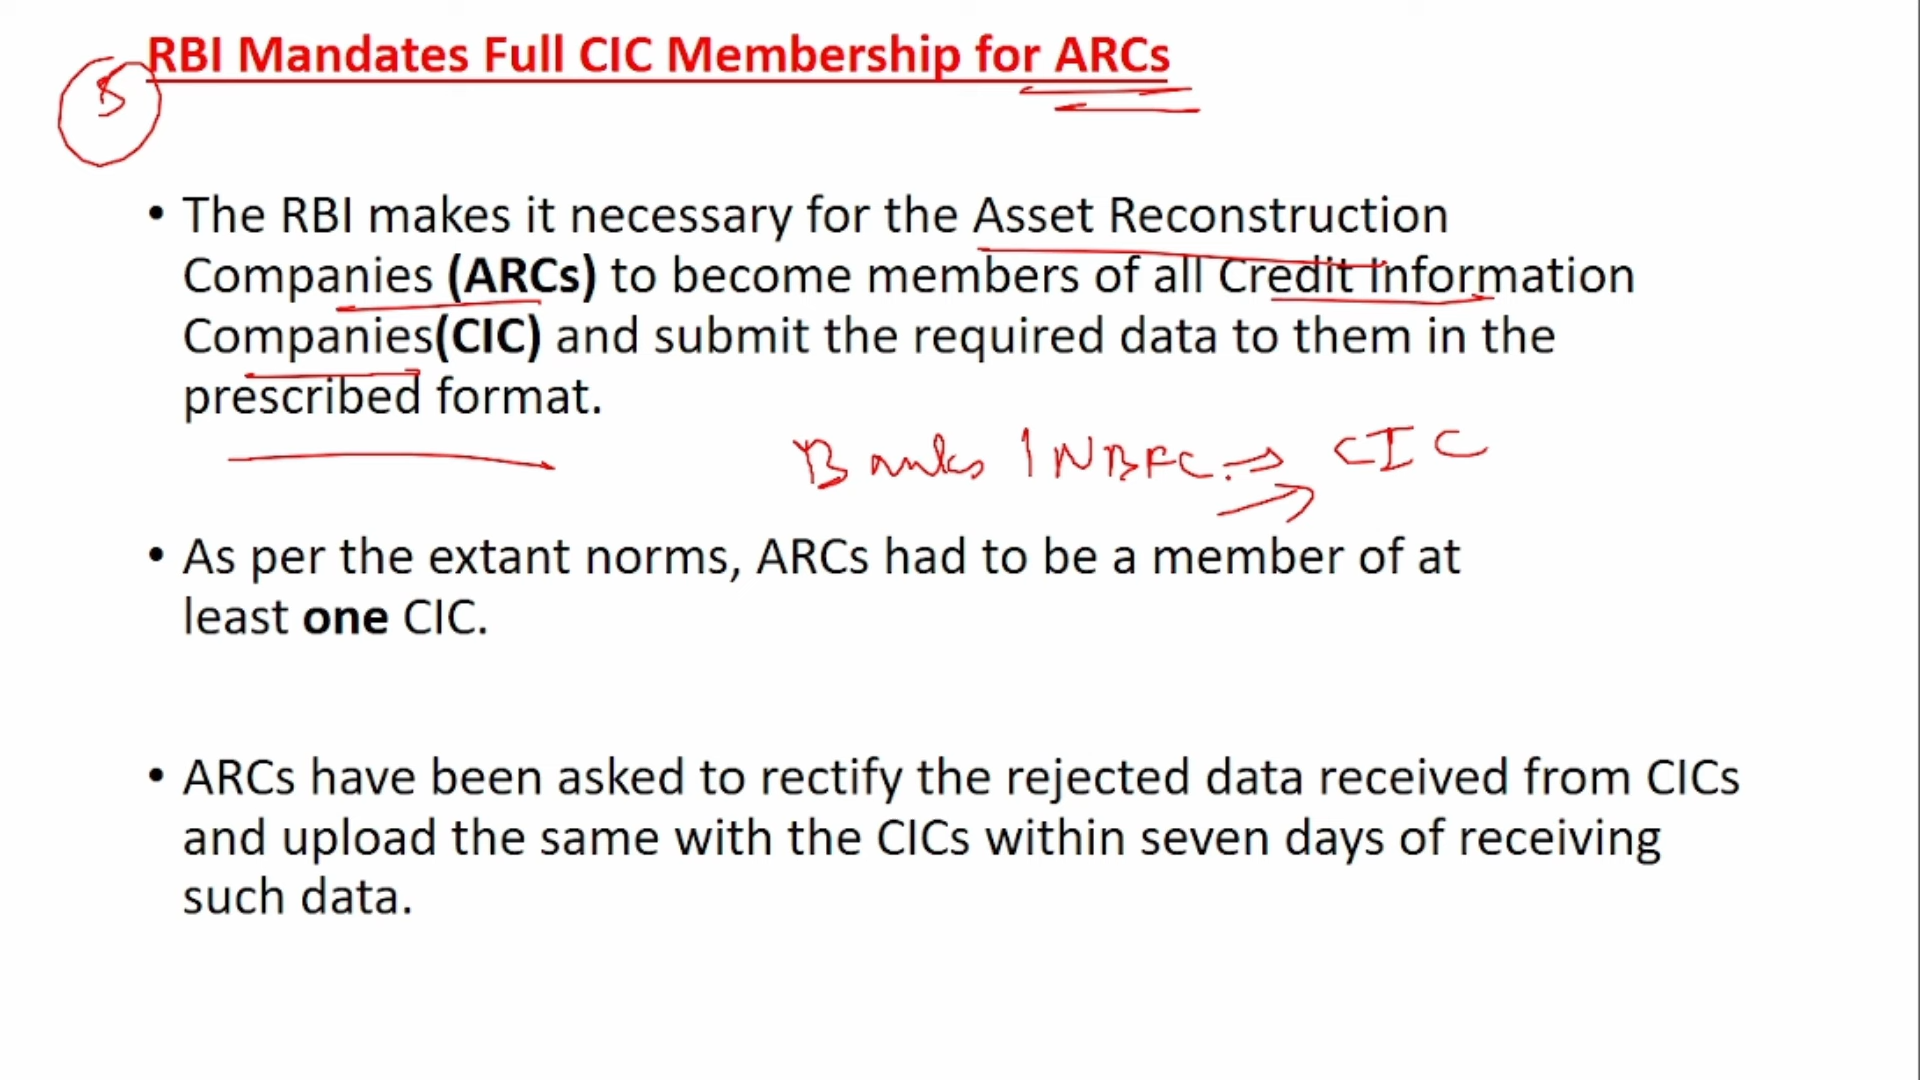 RBI Mandates Full CIC Membership for ARCs
5
• The RBI makes it necessary for the Asset Reconstruction
Companies (ARCs) to become members of all Credit Information
Companies(CIC) and submit the required data to them in the
prescribed format.
Banks / NBFC → CIC
• As per the extant norms, ARCs had to be a member of at
least one CIC.
• ARCs have been asked to rectify the rejected data received from CICs
and upload the same with the CICs within seven days of receiving
such data.